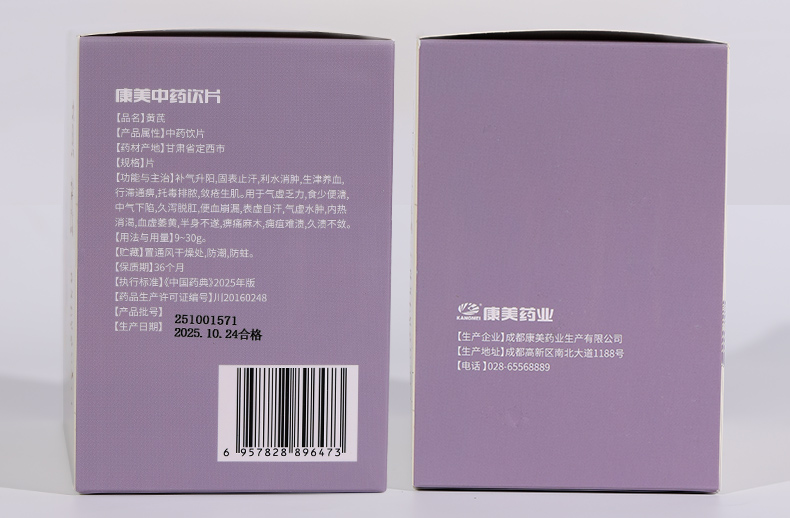 康美中药饮片
【品名】黄芪
【产品属性】中药饮片
【药材产地】甘肃省定西市
【规格】片
【功能与主治】补气升阳,固表止汗,利水消肿,生津养血,
行滞通痹,托毒排脓,敛疮生肌。用于气虚乏力,食少便溏,
中气下陷,久泻脱肛,便血崩漏,表虚自汗,气虚水肿,内热
消渴,血虚萎黄,半身不遂,痹痛麻木,痈疽难溃,久溃不敛。
【用法与用量】9~30g。
【贮藏】置通风干燥处,防潮,防蛀。
【保质期】36个月
【执行标准】《中国药典》2025年版
【药品生产许可证编号】川20160248
【产品批号】 251001571
【生产日期】 2025.10.24合格
6 957828 896473
KANGMEI 康美药业
【生产企业】成都康美药业生产有限公司
【生产地址】成都高新区南北大道1188号
【电话】028-65568889